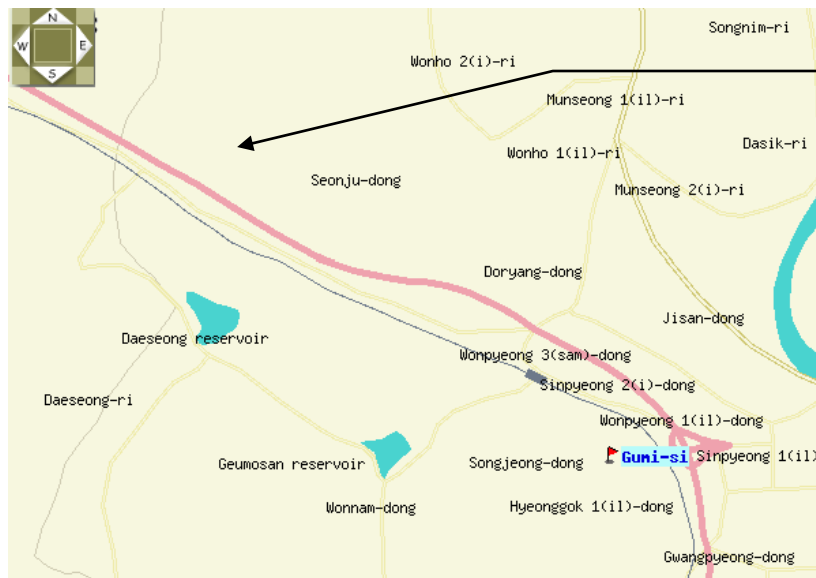 N
W
E
S
Songnim-ri
Wonho 2(i)-ri
Munseong 1(il)-ri
Dasik-ri
Wonho 1(il)-ri
Seonju-dong
Munseong 2(i)-ri
Doryang-dong
Jisan-dong
Daeseong reservoir
Wonpyeong 3(sam)-dong
Sinpyeong 2(i)-dong
Daeseong-ri
Wonpyeong 1(il)-dong
Gumi-si
Sinpyeong 1(il)
Geumosan reservoir
Songjeong-dong
Wonnam-dong
Hyeonggok 1(il)-dong
Gwangpyeong-dong